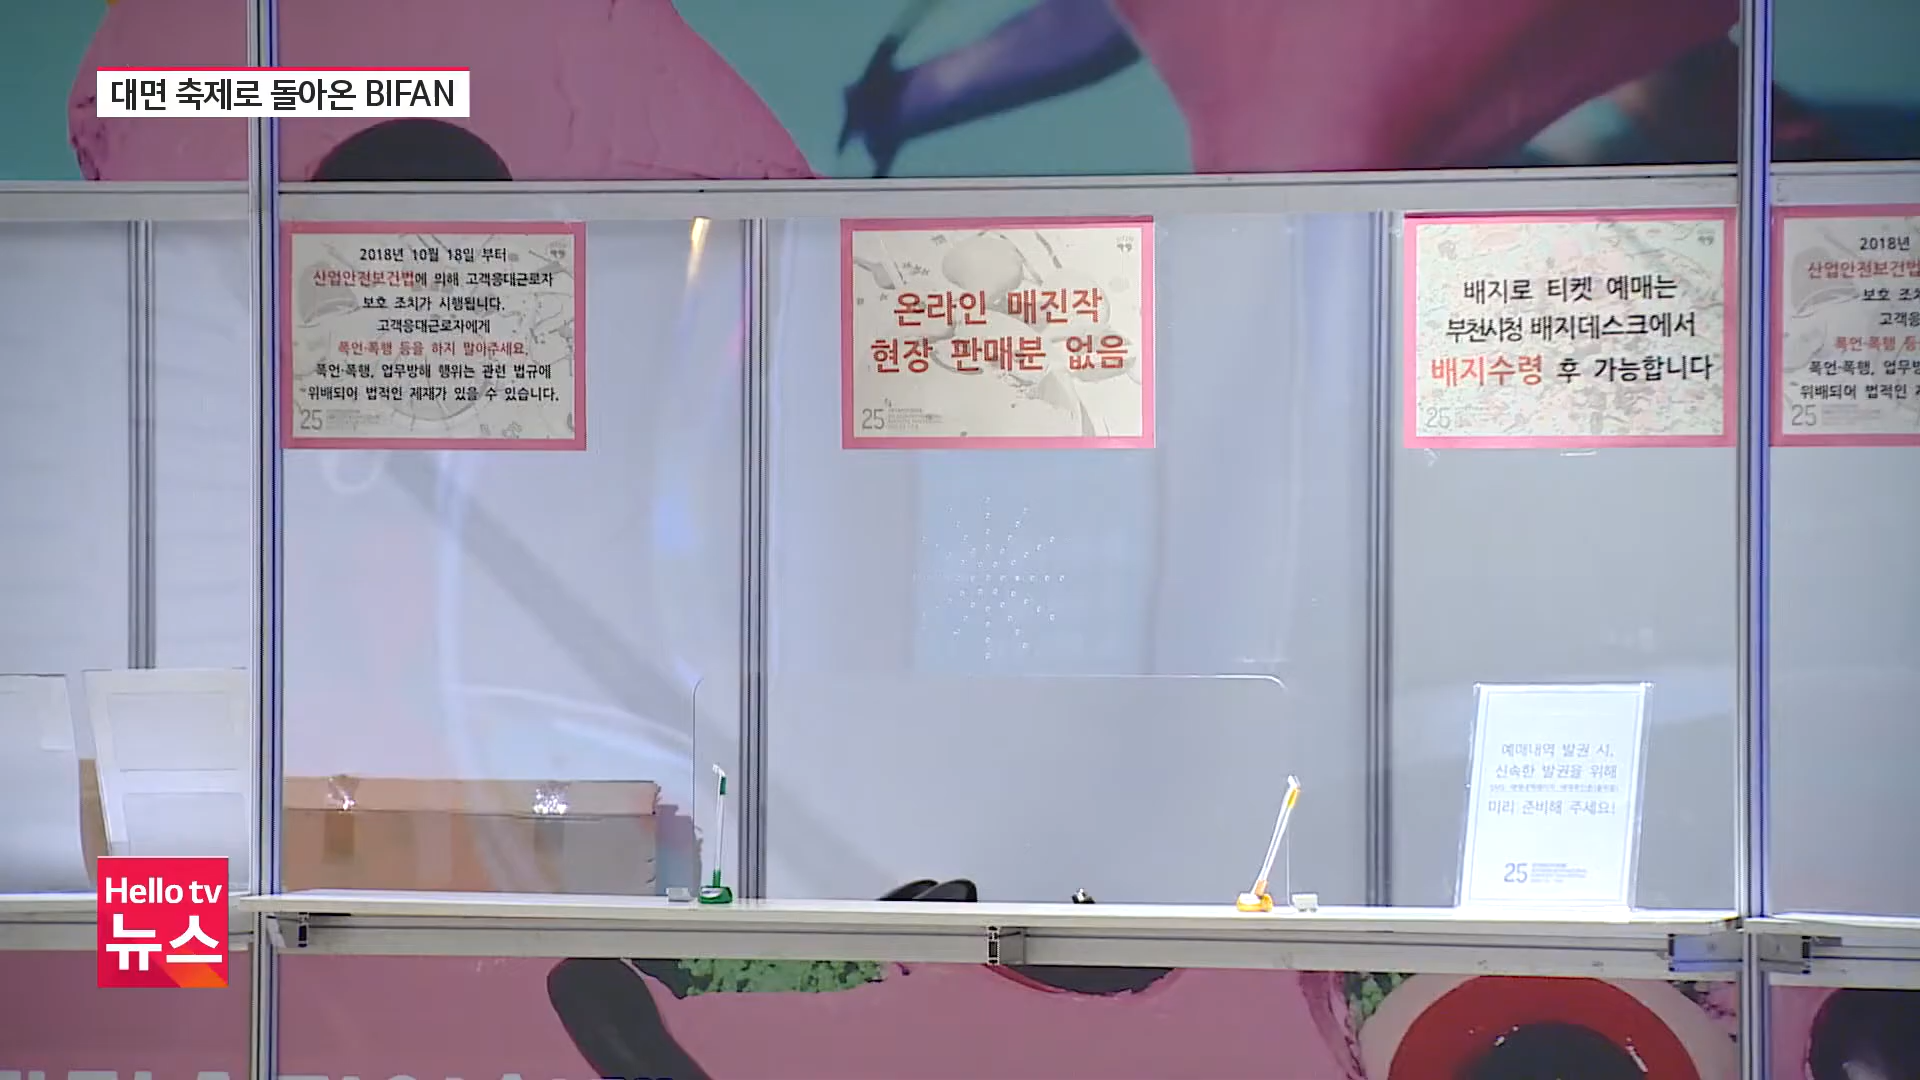 대면 축제로 돌아온 BIFAN
2018년 10월 18일 부터
산업안전보건법에 의해 고객응대근로자
보호 조치가 시행됩니다.
고객응대근로자에게
폭언·폭행 등을 하지 말아주세요.
폭언·폭행, 업무방해 행위는 관련 법규에
위배되어 법적인 제재가 있을 수 있습니다.
25
온라인 매진작
현장 판매분 없음
25
배지로 티켓 예매는
부천시청 배지데스크에서
배지수령 후 가능합니다
25
2018년
산업안전보건법
보호
고객응
폭언·폭행
폭언·폭행, 업무방
위배되어 법적인
25
예매내역 발권 시,
신속한 발권을 위해
미리 준비해 주세요!
25
Hello tv
뉴스